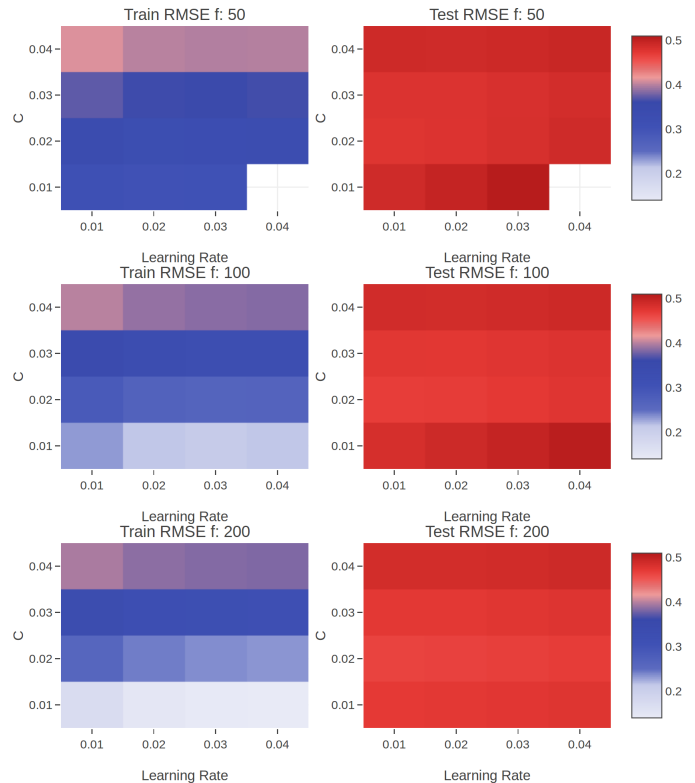 Train RMSE f: 50 Test RMSE f: 50
0.04 0.04 0.5
0.03 0.03 0.4
C C
0.02 0.02 0.3
0.01 0.01 0.2
0.01 0.02 0.03 0.04 0.01 0.02 0.03 0.04
Learning Rate Learning Rate
Train RMSE f: 100 Test RMSE f: 100
0.04 0.04 0.5
0.03 0.03 0.4
C C
0.02 0.02 0.3
0.01 0.01 0.2
0.01 0.02 0.03 0.04 0.01 0.02 0.03 0.04
Learning Rate Learning Rate
Train RMSE f: 200 Test RMSE f: 200
0.04 0.04 0.5
0.03 0.03 0.4
C C
0.02 0.02 0.3
0.01 0.01 0.2
0.01 0.02 0.03 0.04 0.01 0.02 0.03 0.04
Learning Rate Learning Rate